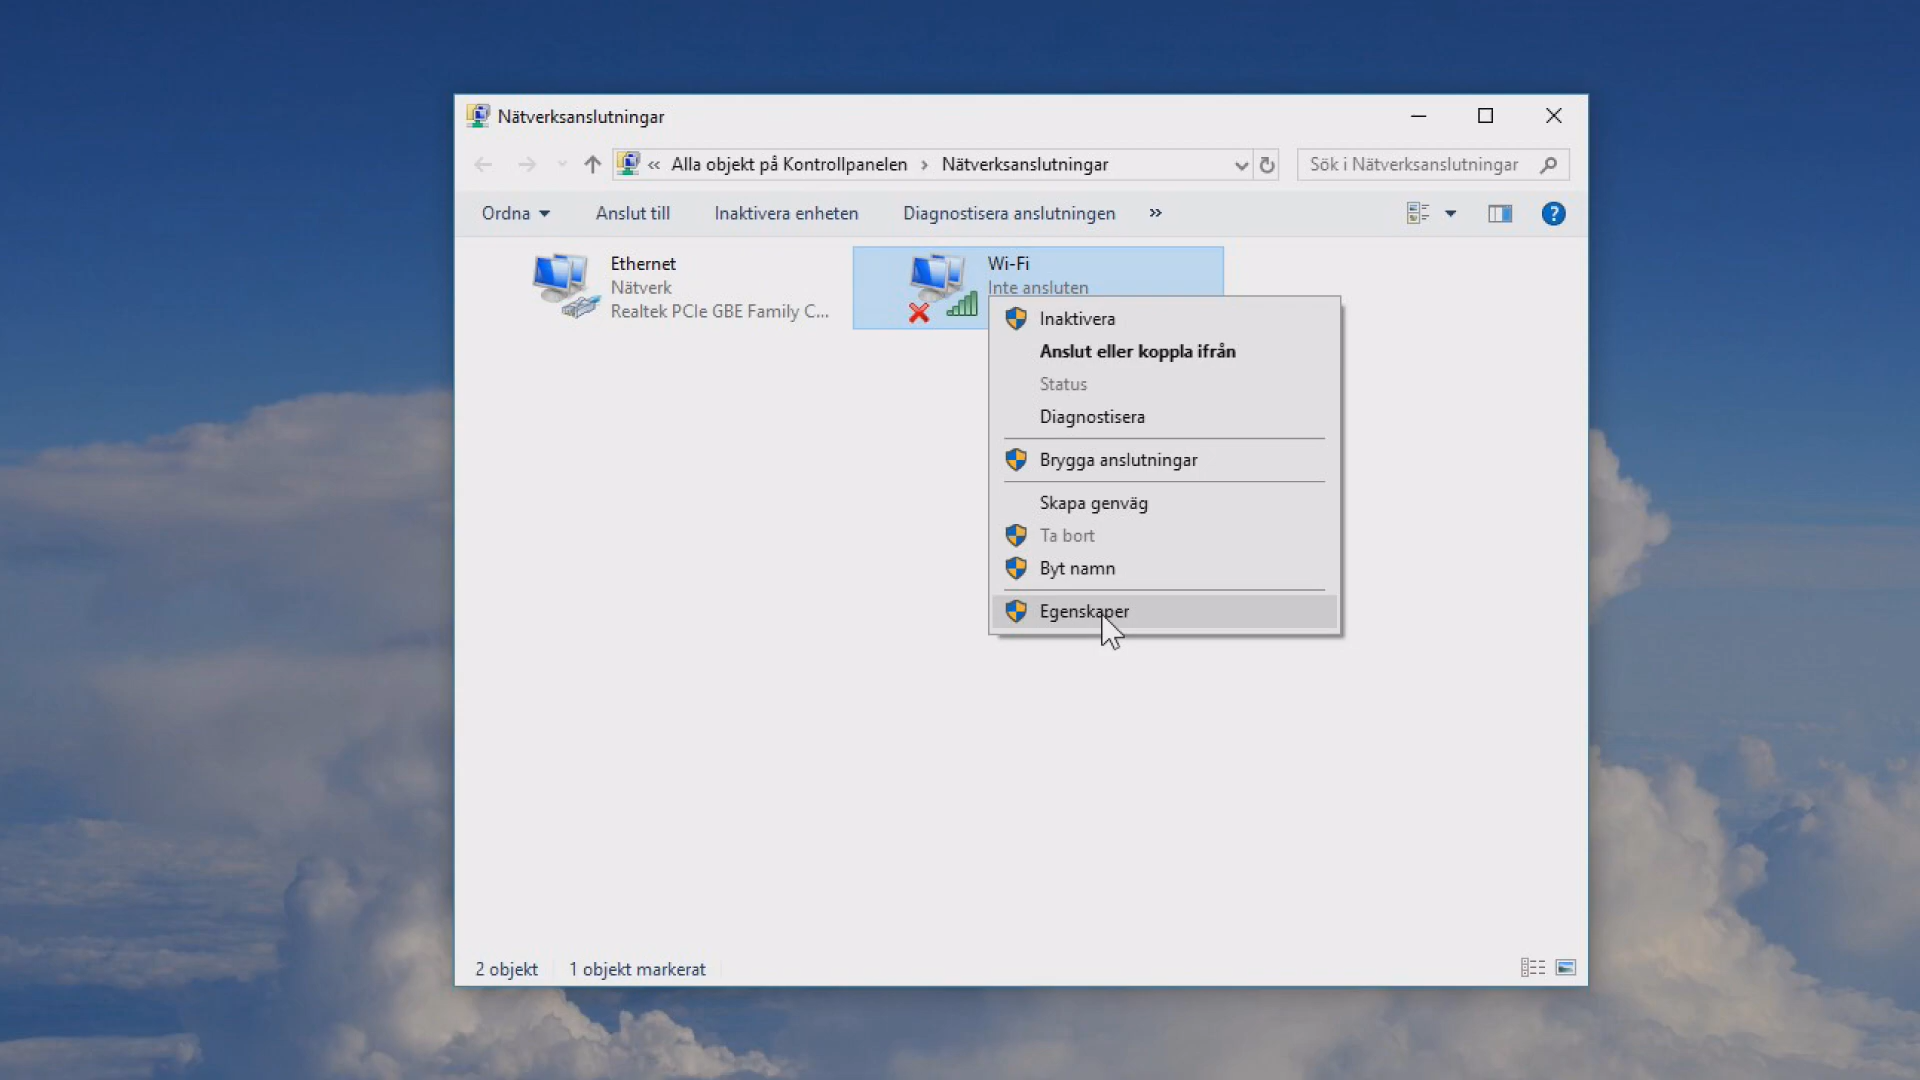 Nätverksanslutningar
« Alla objekt på Kontrollpanelen › Nätverksanslutningar
Sök i Nätverksanslutningar
Ordna
Anslut till
Inaktivera enheten
Diagnostisera anslutningen
»
?
Ethernet
Nätverk
Realtek PCIe GBE Family C...
Wi-Fi
Inte ansluten
Inaktivera
Anslut eller koppla ifrån
Status
Diagnostisera
Brygga anslutningar
Skapa genväg
Ta bort
Byt namn
Egenskaper
2 objekt
1 objekt markerat